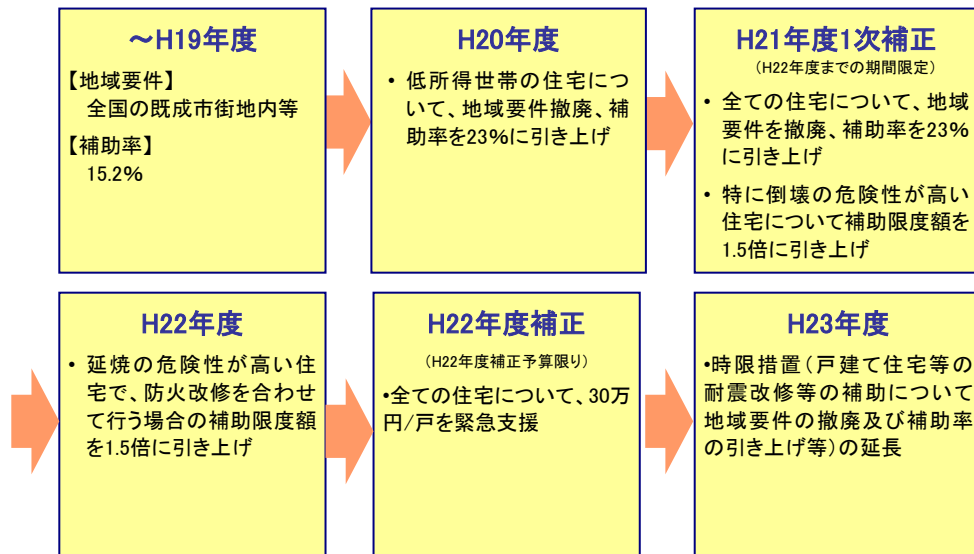 ～H19年度
【地域要件】
全国の既成市街地内等
【補助率】
15.2%
H20年度
• 低所得世帯の住宅につ
いて、地域要件撤廃、補
助率を23%に引き上げ
H21年度1次補正
(H22年度までの期間限定)
• 全ての住宅について、地域
要件を撤廃、補助率を23%
に引き上げ
• 特に倒壊の危険性が高い
住宅について補助限度額を
1.5倍に引き上げ
H22年度
• 延焼の危険性が高い住
宅で、防火改修を合わせ
て行う場合の補助限度額
を1.5倍に引き上げ
H22年度補正
(H22年度補正予算限り)
•全ての住宅について、30万
円/戸を緊急支援
H23年度
•時限措置(戸建て住宅等の
耐震改修等の補助について
地域要件の撤廃及び補助率
の引き上げ等)の延長